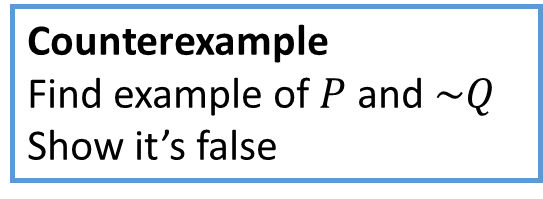 Counterexample
Find example of P and ~Q
Show it’s false